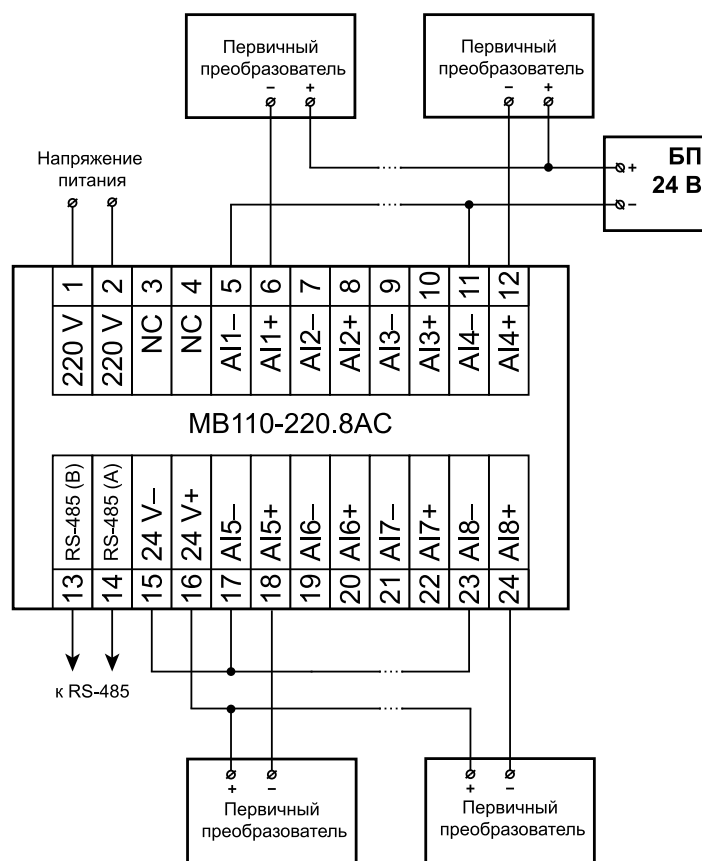 Первичный
преобразователь
– +
Первичный
преобразователь
– +
БП
24 В
+
–
Напряжение
питания
1 2 3 4 5 6 7 8 9 10 11 12
220 V 220 V NC NC AI1– AI1+ AI2– AI2+ AI3– AI3+ AI4– AI4+
МВ110-220.8АС
RS-485 (B) RS-485 (A) 24 V– 24 V+ AI5– AI5+ AI6– AI6+ AI7– AI7+ AI8– AI8+
13 14 15 16 17 18 19 20 21 22 23 24
к RS-485
+ –
Первичный
преобразователь
+ –
Первичный
преобразователь